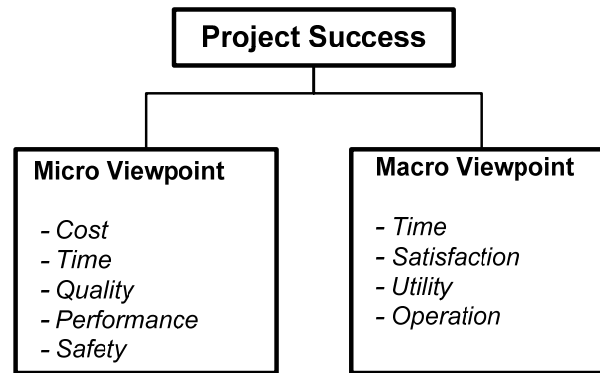 Project Success
Micro Viewpoint
- Cost
- Time
- Quality
- Performance
- Safety
Macro Viewpoint
- Time
- Satisfaction
- Utility
- Operation